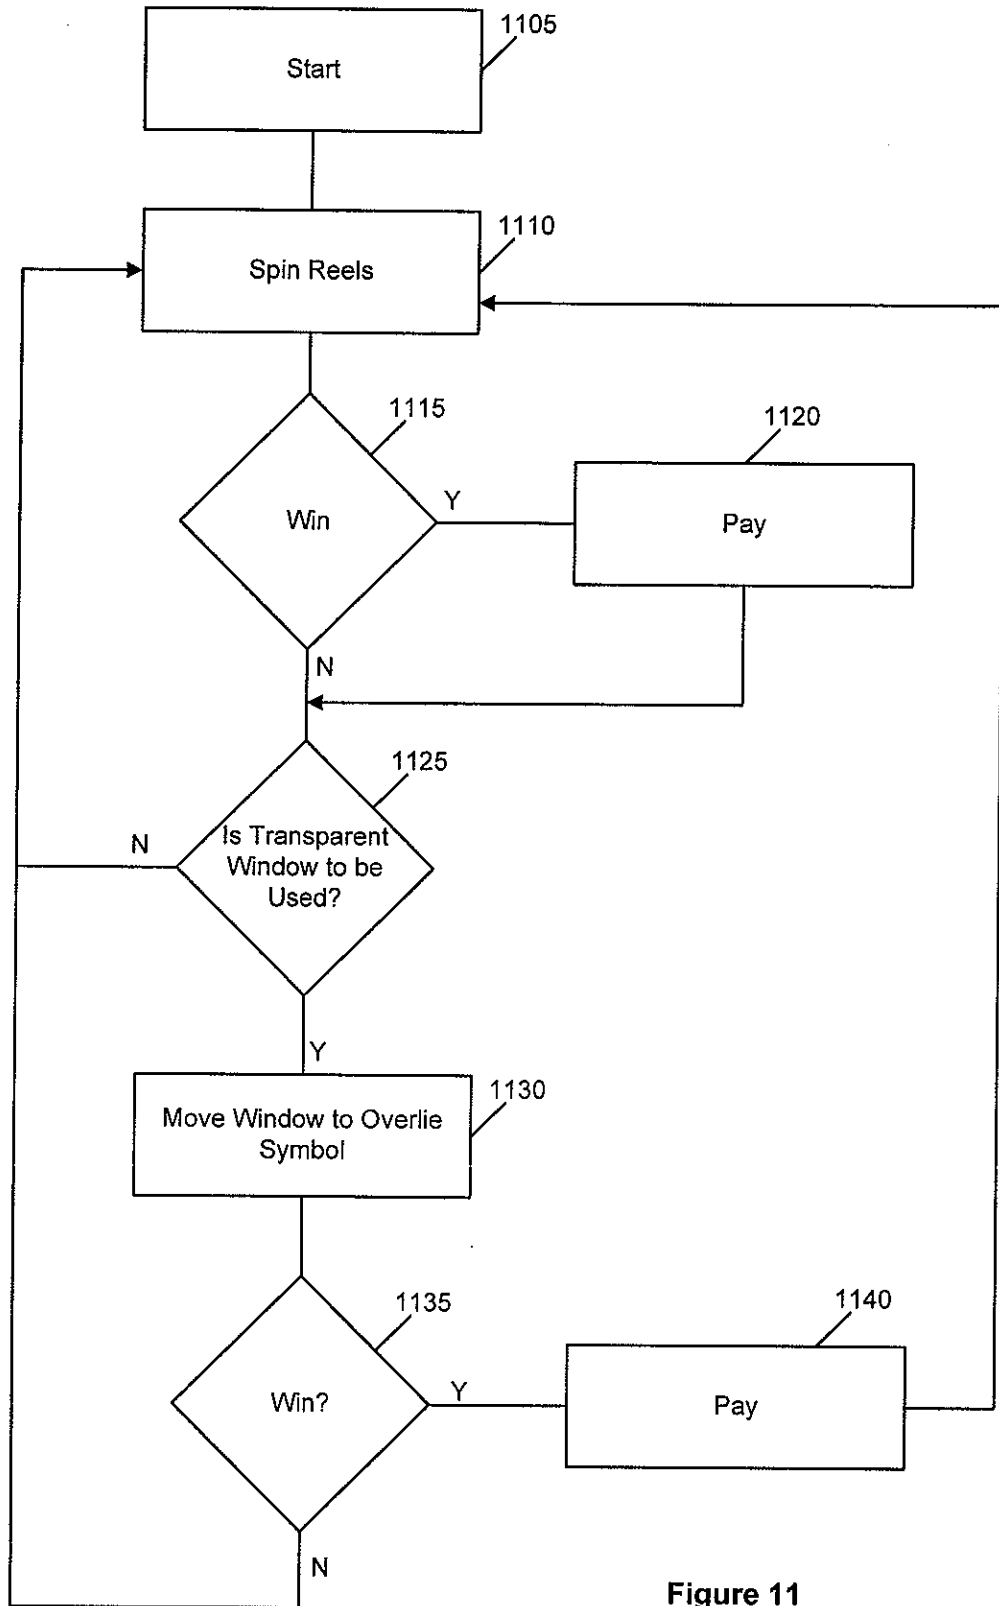 1105
Start
1110
Spin Reels
1115
1120
Win
Y
Pay
N
1125
N
Is Transparent
Window to be
Used?
Y
1130
Move Window to Overlie
Symbol
1135
1140
Win?
Y
Pay
N
Figure 11